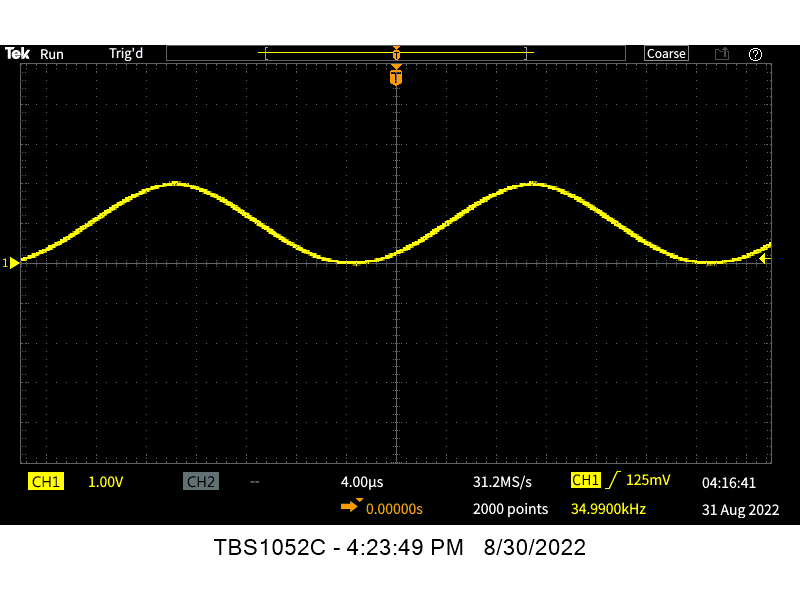 Tek Run Trig'd T Coarse ?
T
1
CH1 1.00V CH2 -- 4.00µs 31.2MS/s CH1 125mV 04:16:41
0.00000s 2000 points 34.9900kHz 31 Aug 2022
TBS1052C - 4:23:49 PM 8/30/2022